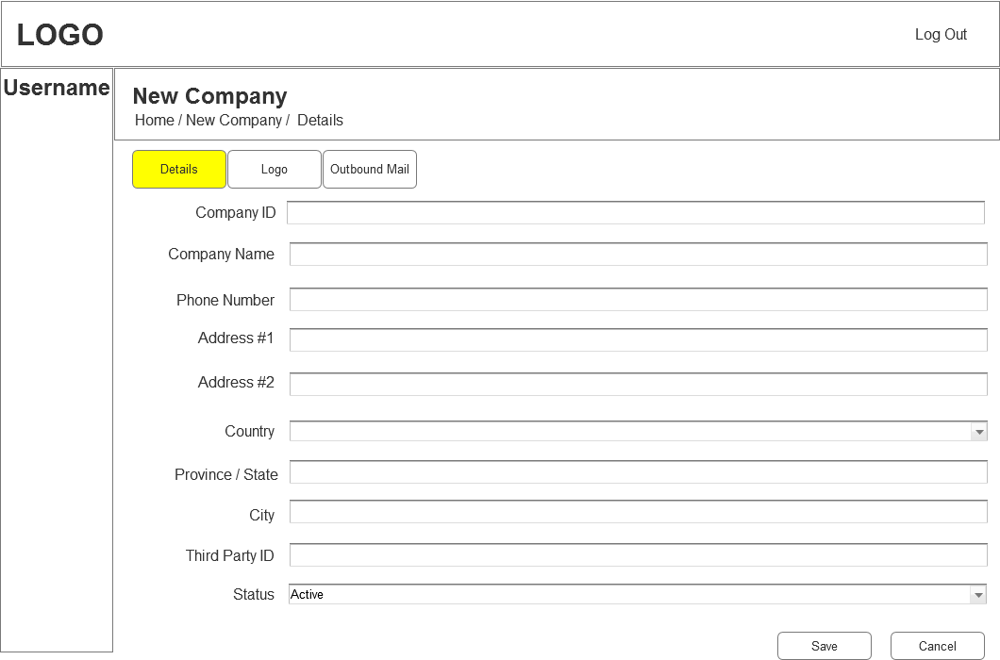 LOGO
Log Out
Username
New Company
Home / New Company / Details
Details
Logo
Outbound Mail
Company ID
Company Name
Phone Number
Address #1
Address #2
Country
Province / State
City
Third Party ID
Status
Active
Save
Cancel